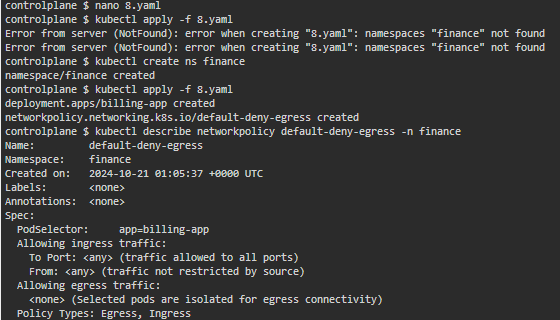 controlplane $ nano 8.yaml
controlplane $ kubectl apply -f 8.yaml
Error from server (NotFound): error when creating "8.yaml": namespaces "finance" not found
Error from server (NotFound): error when creating "8.yaml": namespaces "finance" not found
controlplane $ kubectl create ns finance
namespace/finance created
controlplane $ kubectl apply -f 8.yaml
deployment.apps/billing-app created
networkpolicy.networking.k8s.io/default-deny-egress created
controlplane $ kubectl describe networkpolicy default-deny-egress -n finance
Name:         default-deny-egress
Namespace:    finance
Created on:   2024-10-21 01:05:37 +0000 UTC
Labels:       <none>
Annotations:  <none>
Spec:
  PodSelector:     app=billing-app
  Allowing ingress traffic:
    To Port: <any> (traffic allowed to all ports)
    From: <any> (traffic not restricted by source)
  Allowing egress traffic:
    <none> (Selected pods are isolated for egress connectivity)
  Policy Types: Egress, Ingress